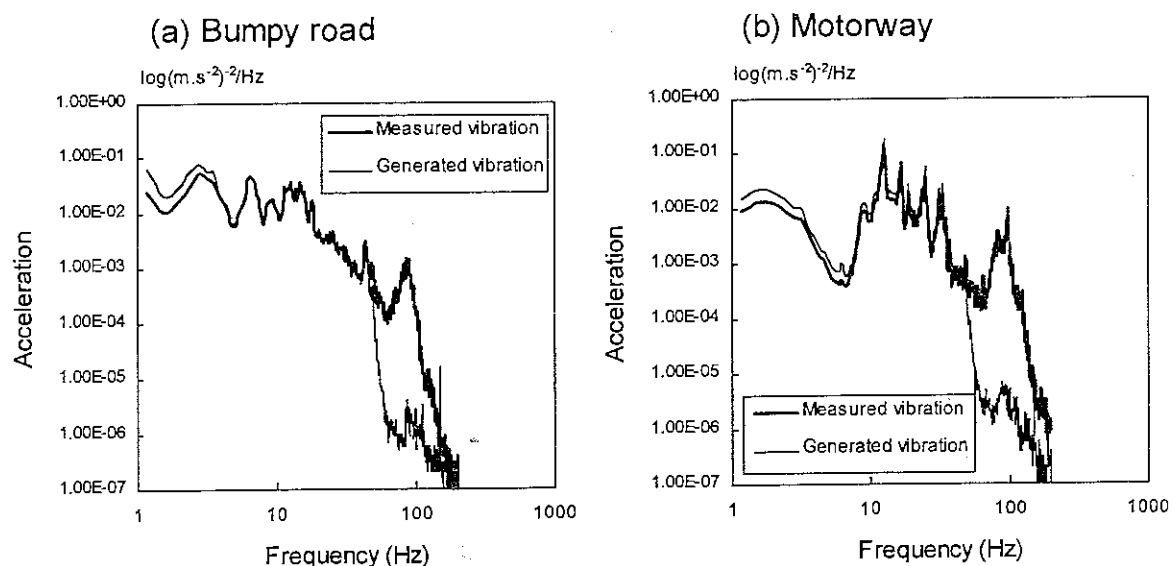 (a) Bumpy road
log(m.s-2)-2/Hz
1.00E+00
1.00E-01
1.00E-02
1.00E-03
1.00E-04
1.00E-05
1.00E-06
1.00E-07
Acceleration
Measured vibration
Generated vibration
1 10 100 1000
Frequency (Hz)
(b) Motorway
log(m.s-2)-2/Hz
1.00E+00
1.00E-01
1.00E-02
1.00E-03
1.00E-04
1.00E-05
1.00E-06
1.00E-07
Acceleration
Measured vibration
Generated vibration
1 10 100 1000
Frequency (Hz)